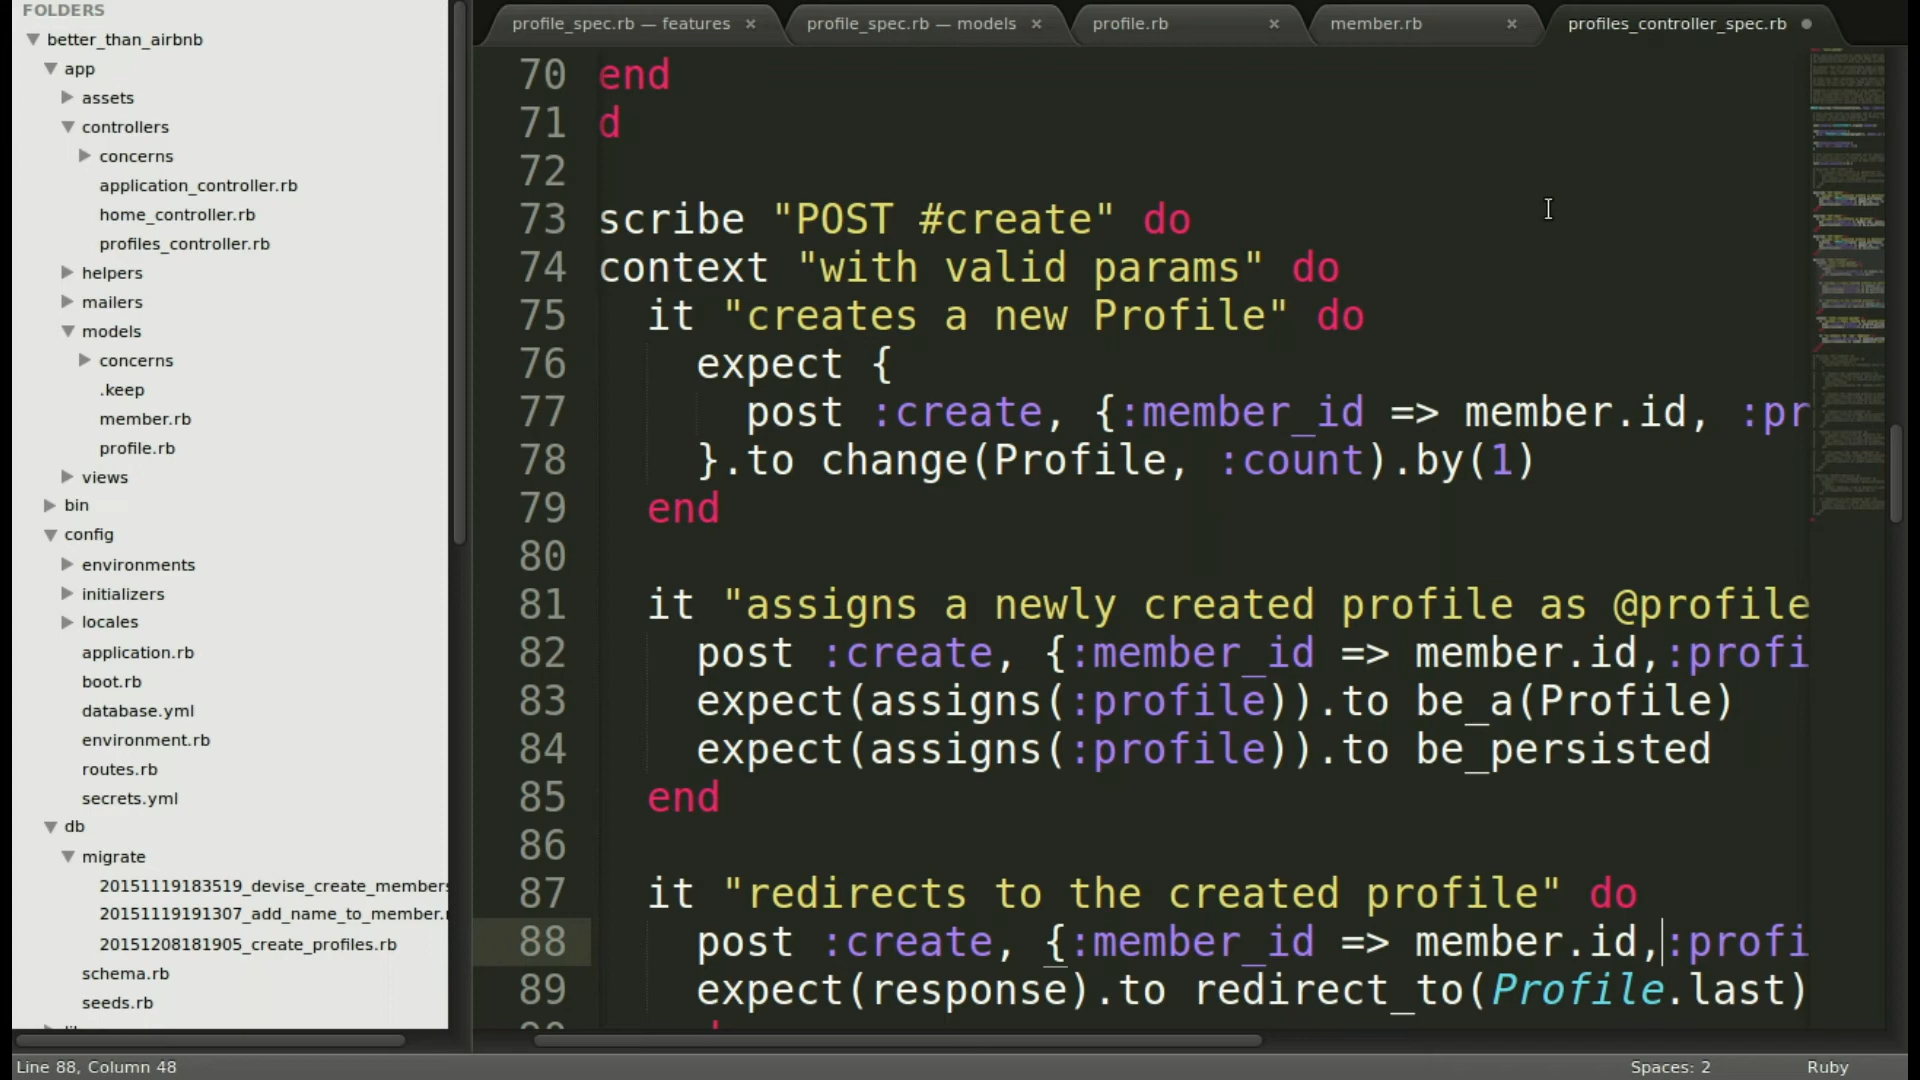 FOLDERS
better_than_airbnb
app
assets
controllers
concerns
application_controller.rb
home_controller.rb
profiles_controller.rb
helpers
mailers
models
concerns
.keep
member.rb
profile.rb
views
bin
config
environments
initializers
locales
application.rb
boot.rb
database.yml
environment.rb
routes.rb
secrets.yml
db
migrate
20151119183519_devise_create_members
20151119191307_add_name_to_member.r
20151208181905_create_profiles.rb
schema.rb
seeds.rb
profile_spec.rb — features × profile_spec.rb — models × profile.rb × member.rb × profiles_controller_spec.rb
70 end
71 d
72
73 scribe "POST #create" do
74 context "with valid params" do
75 it "creates a new Profile" do
76 expect {
77 post :create, {:member_id => member.id, :pr
78 }.to change(Profile, :count).by(1)
79 end
80
81 it "assigns a newly created profile as @profile
82 post :create, {:member_id => member.id,:profi
83 expect(assigns(:profile)).to be_a(Profile)
84 expect(assigns(:profile)).to be_persisted
85 end
86
87 it "redirects to the created profile" do
88 post :create, {:member_id => member.id,:profi
89 expect(response).to redirect_to(Profile.last)
Line 88, Column 48
Spaces: 2
Ruby